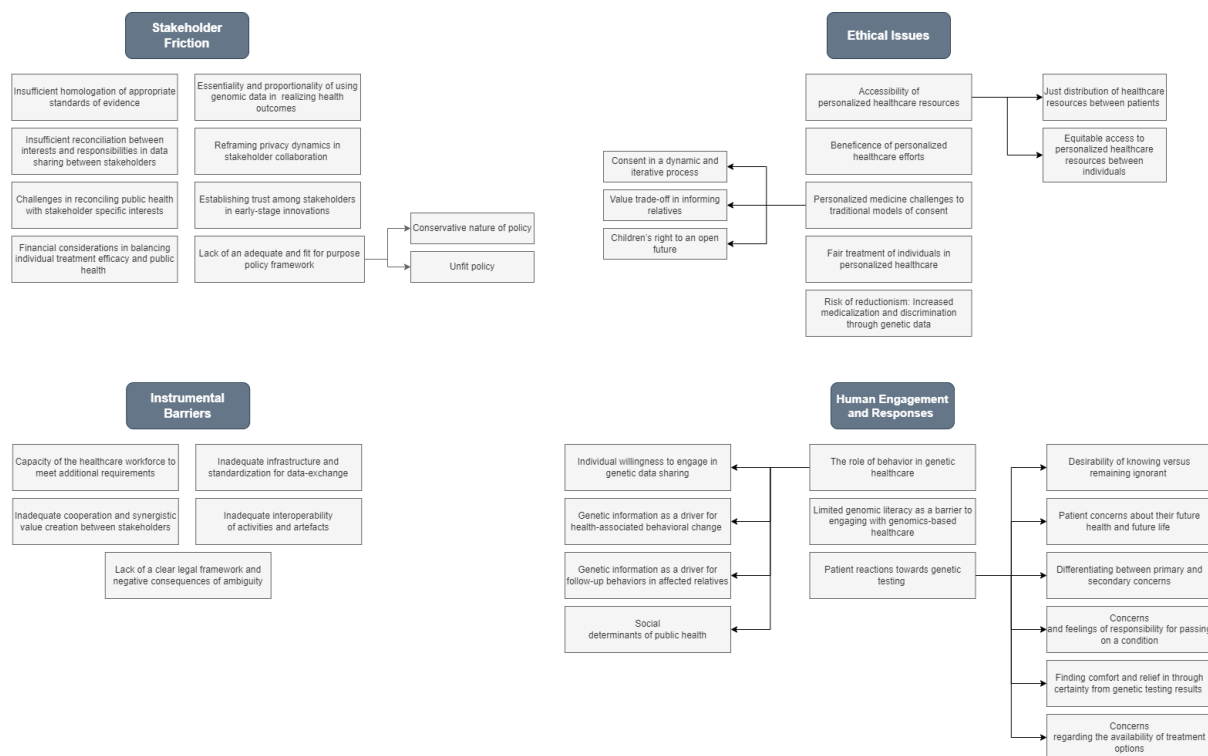 Stakeholder
Friction
Insufficient homologation of appropriate
standards of evidence
Essentiality and proportionality of using
genomic data in realizing health
outcomes
Insufficient reconciliation between
interests and responsibilities in data
sharing between stakeholders
Reframing privacy dynamics in
stakeholder collaboration
Challenges in reconciling public health
with stakeholder specific interests
Establishing trust among stakeholders
in early-stage innovations
Financial considerations in balancing
individual treatment efficacy and public
health
Lack of an adequate and fit for purpose
policy framework
Conservative nature of policy
Unfit policy
Ethical Issues
Accessibility of
personalized healthcare resources
Just distribution of healthcare
resources between patients
Equitable access to
personalized healthcare
resources between
individuals
Beneficence of personalized
healthcare efforts
Personalized medicine challenges to
traditional models of consent
Consent in a dynamic and
iterative process
Value trade-off in informing
relatives
Children's right to an open
future
Fair treatment of individuals in
personalized healthcare
Risk of reductionism: Increased
medicalization and discrimination
through genetic data
Instrumental
Barriers
Capacity of the healthcare workforce to
meet additional requirements
Inadequate infrastructure and
standardization for data-exchange
Inadequate cooperation and synergistic
value creation between stakeholders
Inadequate interoperability
of activities and artefacts
Lack of a clear legal framework and
negative consequences of ambiguity
Human Engagement
and Responses
The role of behavior in genetic
healthcare
Individual willingness to engage in
genetic data sharing
Genetic information as a driver for
health-associated behavioral change
Genetic information as a driver for
follow-up behaviors in affected relatives
Social
determinants of public health
Limited genomic literacy as a barrier to
engaging with genomics-based
healthcare
Patient reactions towards genetic
testing
Desirability of knowing versus
remaining ignorant
Patient concerns about their future
health and future life
Differentiating between primary and
secondary concerns
Concerns
and feelings of responsibility for passing
on a condition
Finding comfort and relief in through
certainty from genetic testing results
Concerns
regarding the availability of treatment
options